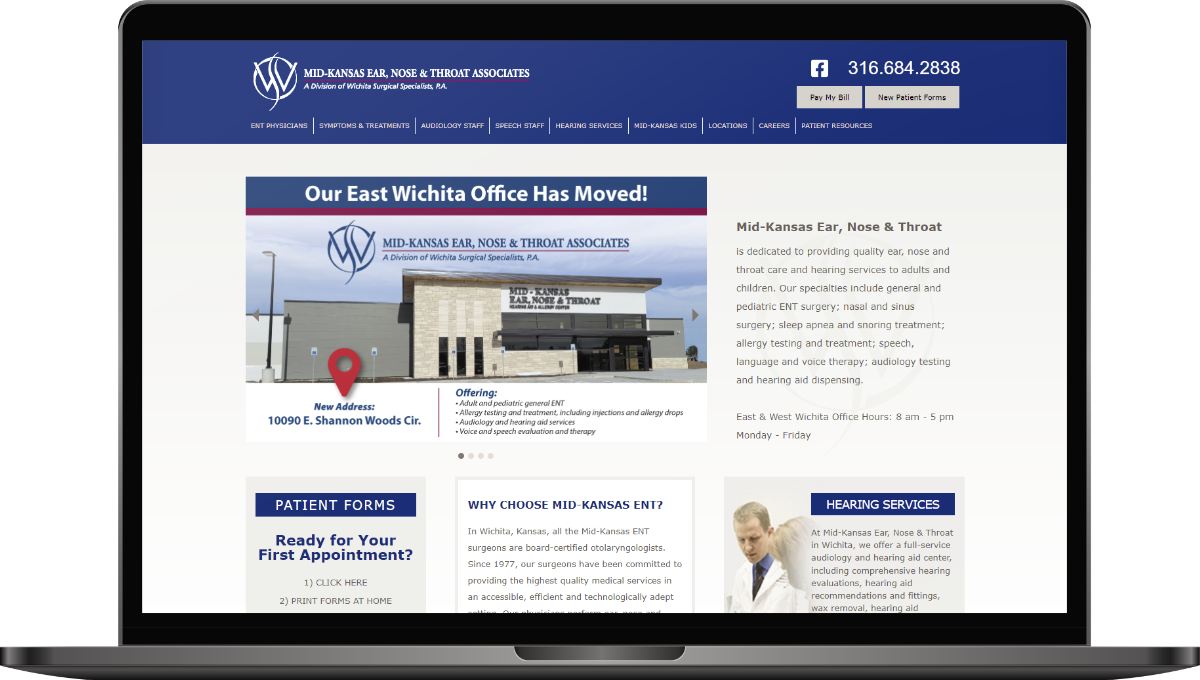 MID-KANSAS EAR, NOSE & THROAT ASSOCIATES
A Division of Wichita Surgical Specialists, P.A.
316.684.2838
Pay My Bill
New Patient Forms
ENT PHYSICIANS
SYMPTOMS & TREATMENTS
AUDIOLOGY STAFF
SPEECH STAFF
HEARING SERVICES
MID-KANSAS KIDS
LOCATIONS
CAREERS
PATIENT RESOURCES
Our East Wichita Office Has Moved!
MID-KANSAS EAR, NOSE & THROAT ASSOCIATES
A Division of Wichita Surgical Specialists, P.A.
MID - KANSAS
EAR, NOSE & THROAT
HEARING AID & ALLERGY CENTER
New Address:
10090 E. Shannon Woods Cir.
Offering:
• Adult and pediatric general ENT
• Allergy testing and treatment, including injections and allergy drops
• Audiology and hearing aid services
• Voice and speech evaluation and therapy
Mid-Kansas Ear, Nose & Throat
is dedicated to providing quality ear, nose and
throat care and hearing services to adults and
children. Our specialties include general and
pediatric ENT surgery; nasal and sinus
surgery; sleep apnea and snoring treatment;
allergy testing and treatment; speech,
language and voice therapy; audiology testing
and hearing aid dispensing.
East & West Wichita Office Hours: 8 am - 5 pm
Monday - Friday
PATIENT FORMS
Ready for Your
First Appointment?
1) CLICK HERE
2) PRINT FORMS AT HOME
WHY CHOOSE MID-KANSAS ENT?
In Wichita, Kansas, all the Mid-Kansas ENT
surgeons are board-certified otolaryngologists.
Since 1977, our surgeons have been committed to
providing the highest quality medical services in
an accessible, efficient and technologically adept
setting. Our physicians perform ear, nose and
HEARING SERVICES
At Mid-Kansas Ear, Nose & Throat
in Wichita, we offer a full-service
audiology and hearing aid center,
including comprehensive hearing
evaluations, hearing aid
recommendations and fittings,
wax removal, hearing aid